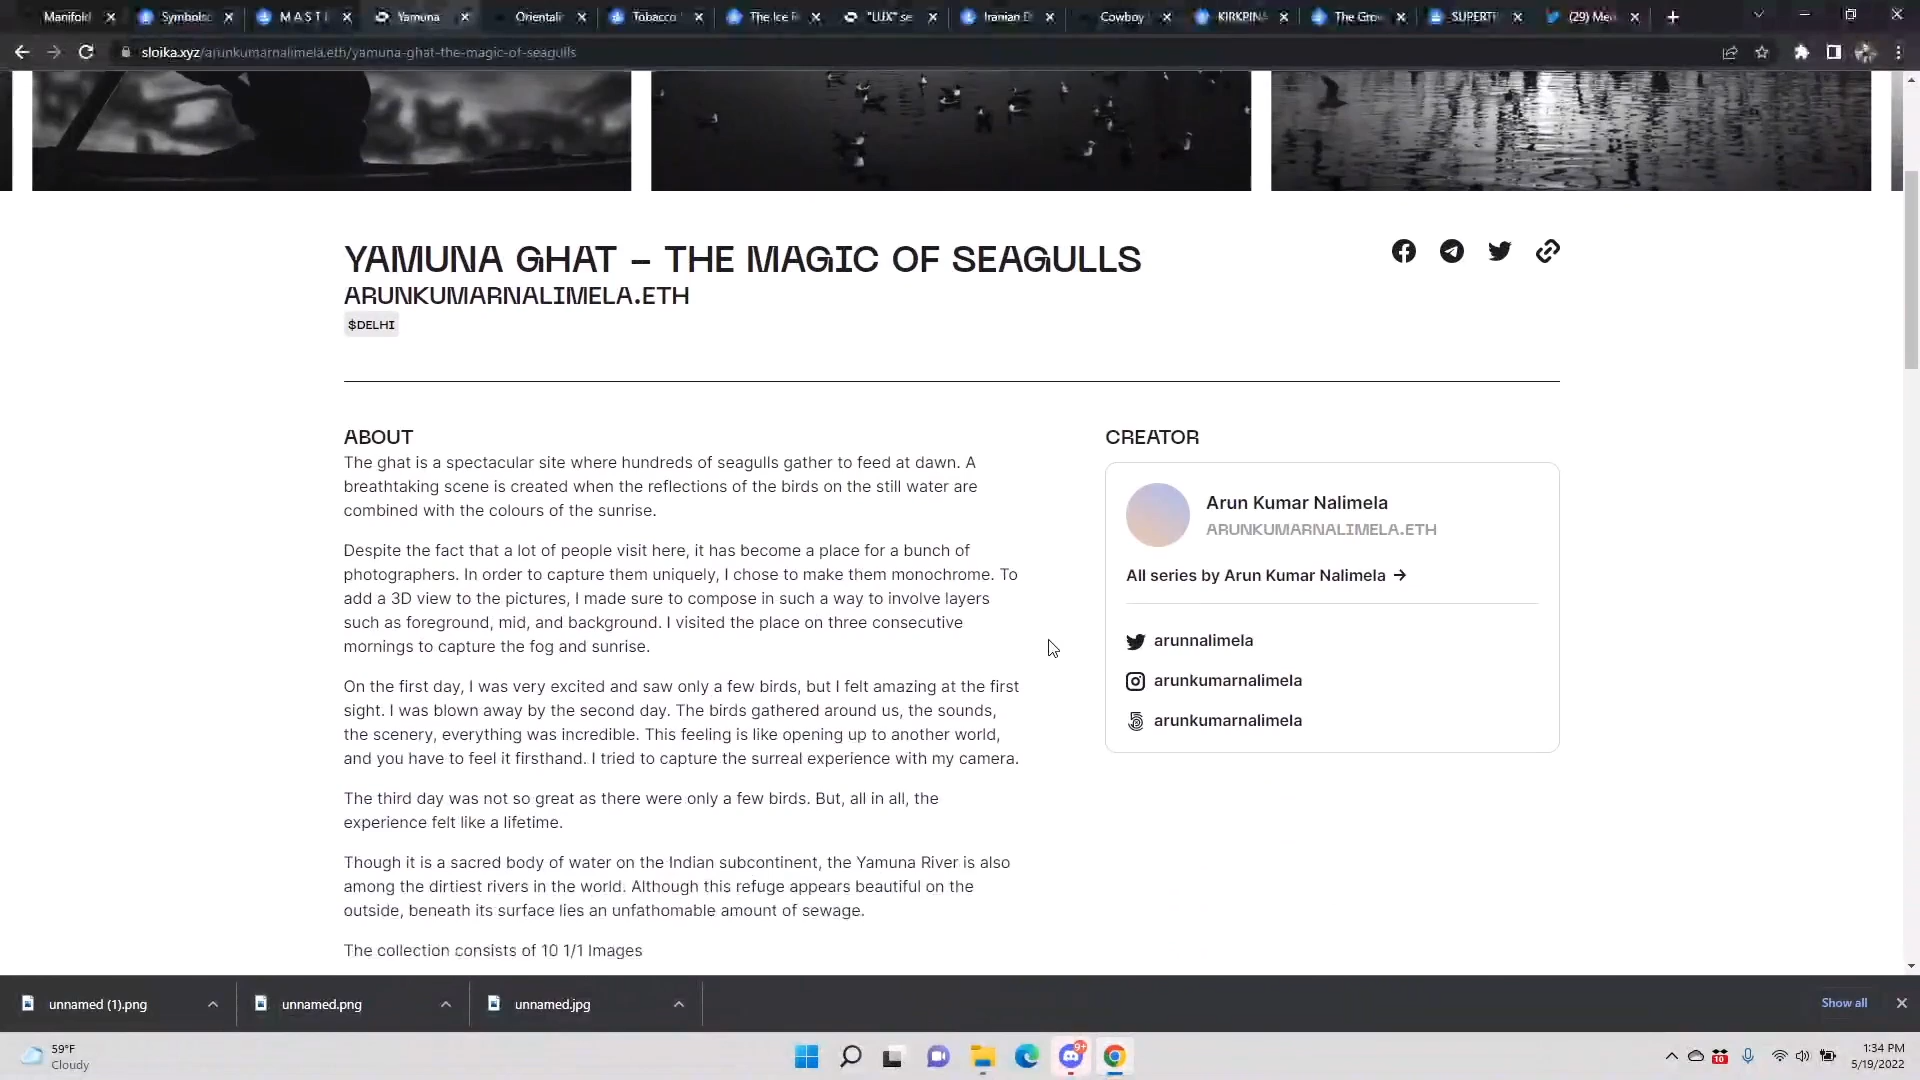 Manifold
Symbols
M A S T
Yamuna
Orientali
Tobacco
The Ice
"LUX" se
Iranian
Cowboy
KIRKPIN
The Gro
SUPERT
(29)
sloika.xyz/arunkumarnalimela.eth/yamuna-ghat-the-magic-of-seagulls
YAMUNA GHAT – THE MAGIC OF SEAGULLS
ARUNKUMARNALIMELA.ETH
$DELHI
ABOUT
The ghat is a spectacular site where hundreds of seagulls gather to feed at dawn. A
breathtaking scene is created when the reflections of the birds on the still water are
combined with the colours of the sunrise.
Despite the fact that a lot of people visit here, it has become a place for a bunch of
photographers. In order to capture them uniquely, I chose to make them monochrome. To
add a 3D view to the pictures, I made sure to compose in such a way to involve layers
such as foreground, mid, and background. I visited the place on three consecutive
mornings to capture the fog and sunrise.
On the first day, I was very excited and saw only a few birds, but I felt amazing at the first
sight. I was blown away by the second day. The birds gathered around us, the sounds,
the scenery, everything was incredible. This feeling is like opening up to another world,
and you have to feel it firsthand. I tried to capture the surreal experience with my camera.
The third day was not so great as there were only a few birds. But, all in all, the
experience felt like a lifetime.
Though it is a sacred body of water on the Indian subcontinent, the Yamuna River is also
among the dirtiest rivers in the world. Although this refuge appears beautiful on the
outside, beneath its surface lies an unfathomable amount of sewage.
The collection consists of 10 1/1 Images
CREATOR
Arun Kumar Nalimela
ARUNKUMARNALIMELA.ETH
All series by Arun Kumar Nalimela →
arunnalimela
arunkumarnalimela
arunkumarnalimela
unnamed (1).png
unnamed.png
unnamed.jpg
Show all
59°F
Cloudy
9+
10
1:34 PM
5/19/2022